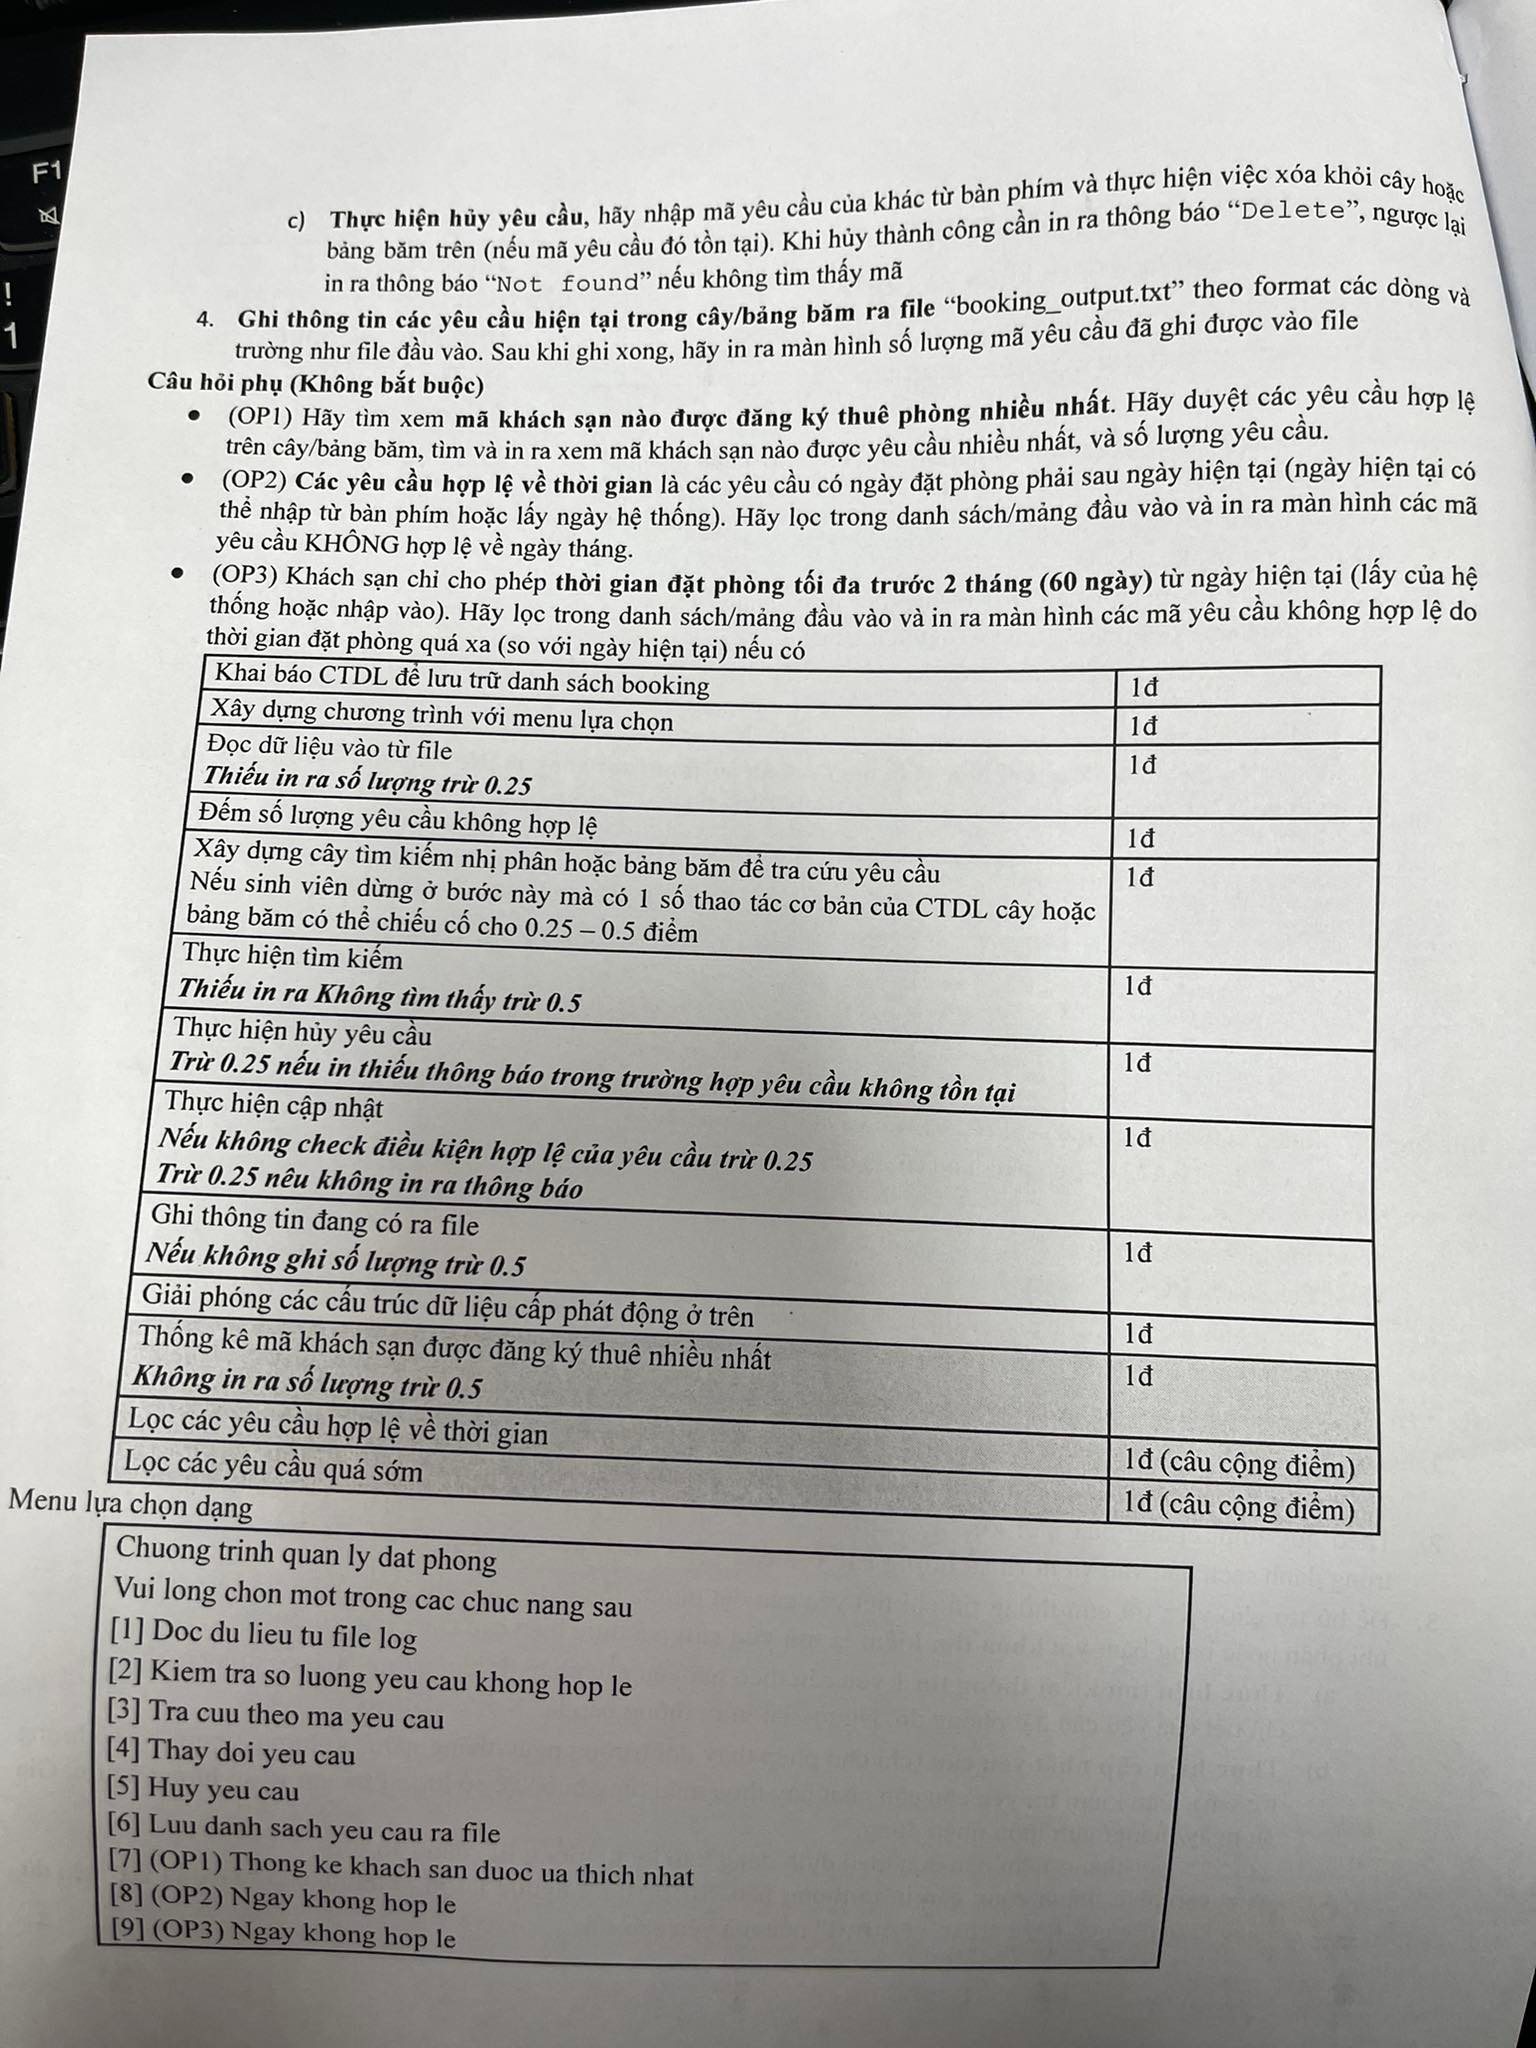 F1
!
1
c) Thực hiện hủy yêu cầu, hãy nhập mã yêu cầu của khác từ bàn phím và thực hiện việc xóa khỏi cây hoặc
bảng băm trên (nếu mã yêu cầu đó tồn tại). Khi hủy thành công cần in ra thông báo “Delete”, ngược lại
in ra thông báo “Not found” nếu không tìm thấy mã
4. Ghi thông tin các yêu cầu hiện tại trong cây/bảng băm ra file “booking_output.txt” theo format các dòng và
trường như file đầu vào. Sau khi ghi xong, hãy in ra màn hình số lượng mã yêu cầu đã ghi được vào file
Câu hỏi phụ (Không bắt buộc)
• (OP1) Hãy tìm xem mã khách sạn nào được đăng ký thuê phòng nhiều nhất. Hãy duyệt các yêu cầu hợp lệ
trên cây/bảng băm, tìm và in ra xem mã khách sạn nào được yêu cầu nhiều nhất, và số lượng yêu cầu.
• (OP2) Các yêu cầu hợp lệ về thời gian là các yêu cầu có ngày đặt phòng phải sau ngày hiện tại (ngày hiện tại có
thể nhập từ bàn phím hoặc lấy ngày hệ thống). Hãy lọc trong danh sách/mảng đầu vào và in ra màn hình các mã
yêu cầu KHÔNG hợp lệ về ngày tháng.
• (OP3) Khách sạn chỉ cho phép thời gian đặt phòng tối đa trước 2 tháng (60 ngày) từ ngày hiện tại (lấy của hệ
thống hoặc nhập vào). Hãy lọc trong danh sách/mảng đầu vào và in ra màn hình các mã yêu cầu không hợp lệ do
thời gian đặt phòng quá xa (so với ngày hiện tại) nếu có
Khai báo CTDL để lưu trữ danh sách booking 1đ
Xây dựng chương trình với menu lựa chọn 1đ
Đọc dữ liệu vào từ file 1đ
Thiếu in ra số lượng trừ 0.25
Đếm số lượng yêu cầu không hợp lệ 1đ
Xây dựng cây tìm kiếm nhị phân hoặc bảng băm để tra cứu yêu cầu 1đ
Nếu sinh viên dừng ở bước này mà có 1 số thao tác cơ bản của CTDL cây hoặc
bảng băm có thể chiếu cố cho 0.25 – 0.5 điểm
Thực hiện tìm kiếm 1đ
Thiếu in ra Không tìm thấy trừ 0.5
Thực hiện hủy yêu cầu 1đ
Trừ 0.25 nếu in thiếu thông báo trong trường hợp yêu cầu không tồn tại
Thực hiện cập nhật 1đ
Nếu không check điều kiện hợp lệ của yêu cầu trừ 0.25
Trừ 0.25 nêu không in ra thông báo
Ghi thông tin đang có ra file 1đ
Nếu không ghi số lượng trừ 0.5
Giải phóng các cấu trúc dữ liệu cấp phát động ở trên 1đ
Thống kê mã khách sạn được đăng ký thuê nhiều nhất 1đ
Không in ra số lượng trừ 0.5
Lọc các yêu cầu hợp lệ về thời gian 1đ (câu cộng điểm)
Lọc các yêu cầu quá sớm 1đ (câu cộng điểm)
Menu lựa chọn dạng
Chuong trinh quan ly dat phong
Vui long chon mot trong cac chuc nang sau
[1] Doc du lieu tu file log
[2] Kiem tra so luong yeu cau khong hop le
[3] Tra cuu theo ma yeu cau
[4] Thay doi yeu cau
[5] Huy yeu cau
[6] Luu danh sach yeu cau ra file
[7] (OP1) Thong ke khach san duoc ua thich nhat
[8] (OP2) Ngay khong hop le
[9] (OP3) Ngay khong hop le